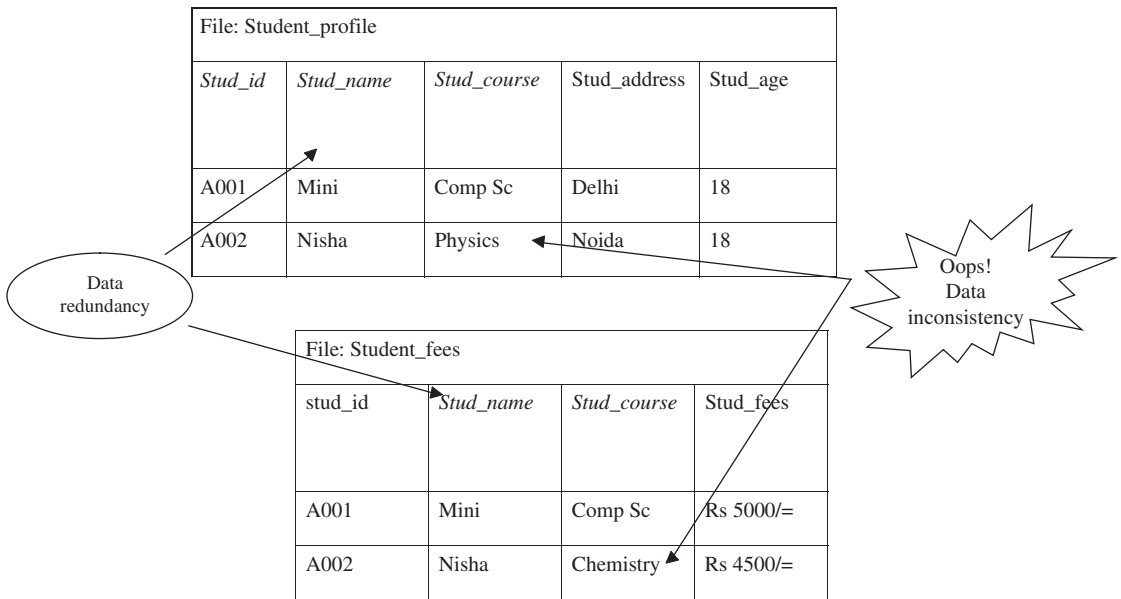 File: Student_profile
Stud_id Stud_name Stud_course Stud_address Stud_age
A001 Mini Comp Sc Delhi 18
A002 Nisha Physics Noida 18
Data
redundancy
Oops!
Data
inconsistency
File: Student_fees
stud_id Stud_name Stud_course Stud_fees
A001 Mini Comp Sc Rs 5000/=
A002 Nisha Chemistry Rs 4500/=